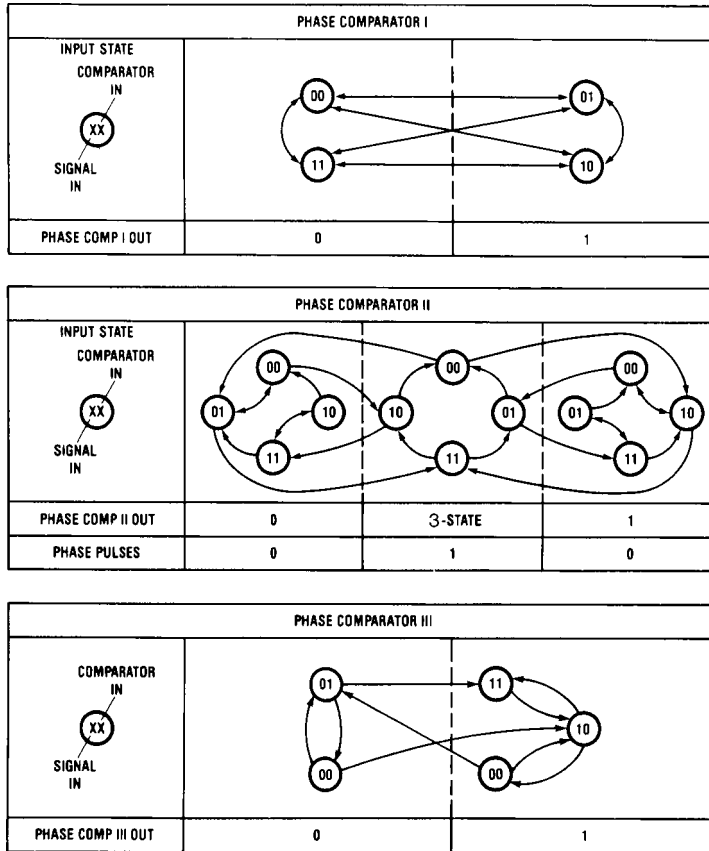 PHASE COMPARATOR I
INPUT STATE
COMPARATOR
IN
XX
SIGNAL
IN
00
01
11
10
PHASE COMP I OUT 0 1
PHASE COMPARATOR II
INPUT STATE
COMPARATOR
IN
XX
SIGNAL
IN
00 00 00
01 10 10 01 01 10
11 11 11
PHASE COMP II OUT 0 3-STATE 1
PHASE PULSES 0 1 0
PHASE COMPARATOR III
COMPARATOR
IN
XX
SIGNAL
IN
01 11
10
00 00
PHASE COMP III OUT 0 1